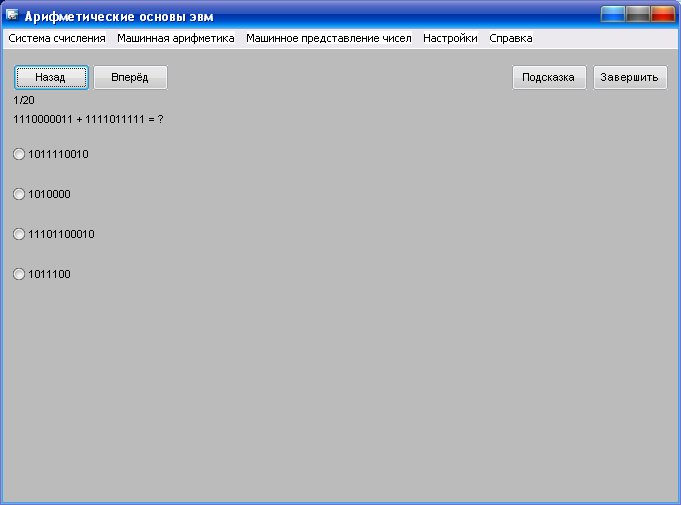 Арифметические основы эвм
Система счисления Машинная арифметика Машинное представление чисел Настройки Справка
Назад Вперёд Подсказка Завершить
1/20
1110000011 + 1111011111 = ?
1011110010
1010000
11101100010
1011100